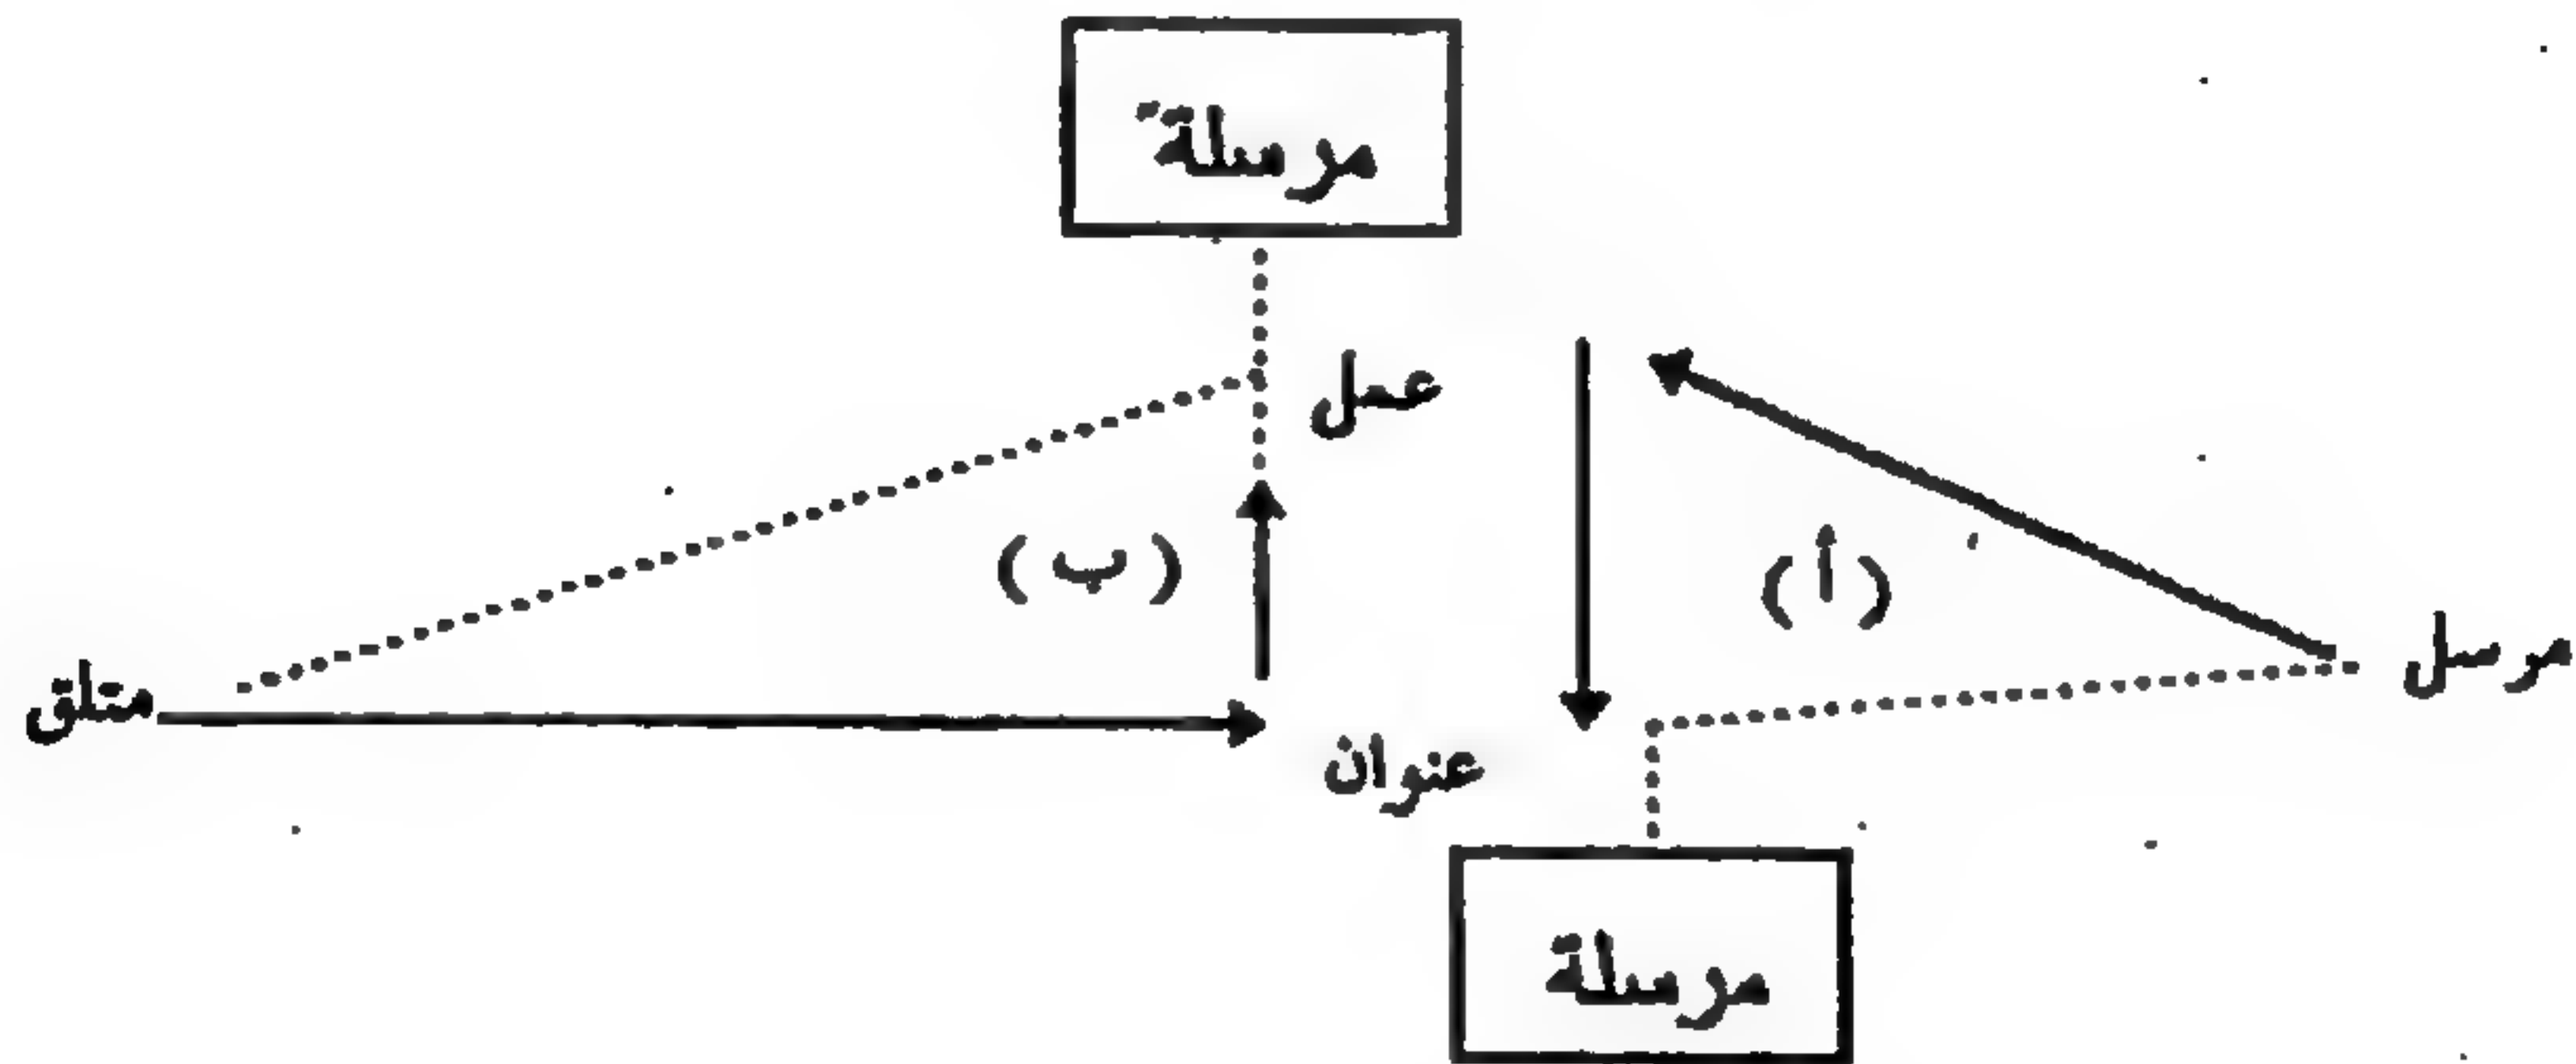 مرسلة
عمل
(أ)
(ب)
مرسل
متلق
عنوان
مرسلة